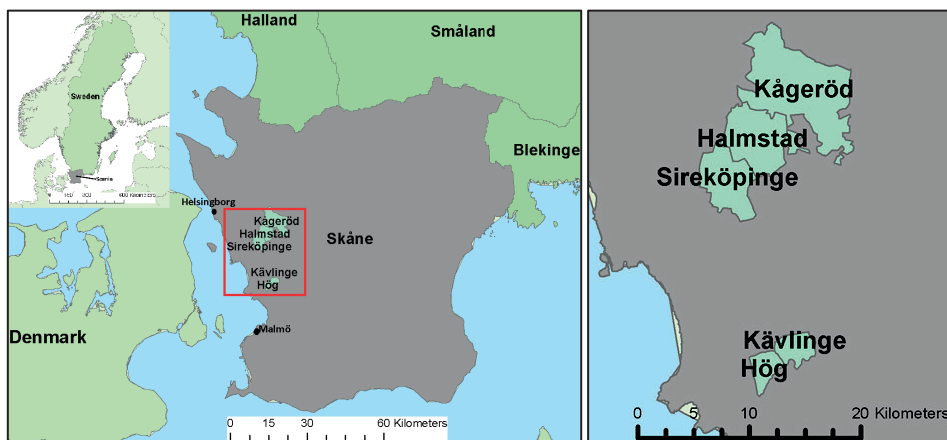 Halland
Småland
Sweden
Scania
Blekinge
Helsingborg
Kågeröd
Halmstad
Sireköpinge
Skåne
Kävlinge
Hög
Denmark
Malmö
0 15 30 60 Kilometers
Kågeröd
Halmstad
Sireköpinge
Kävlinge
Hög
0 5 10 20 Kilometers